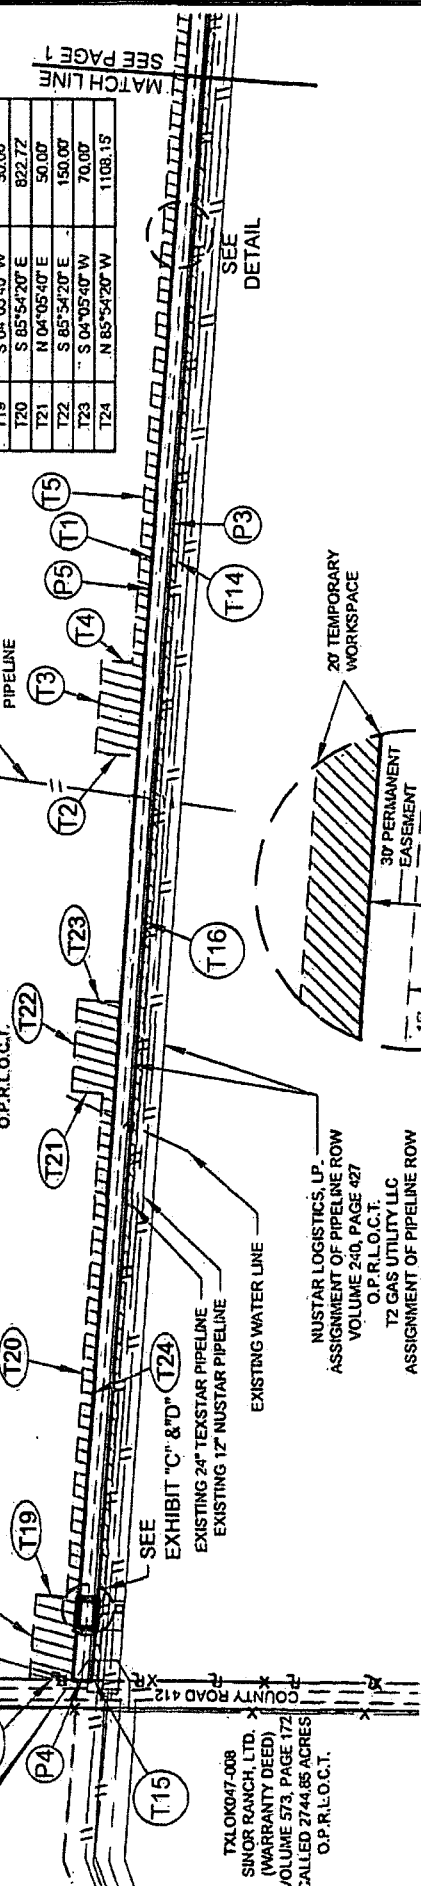 MATCH LINE
SEE PAGE 1
T19 S 04°05'40" W 50.00'
T20 S 85°54'20" E 822.72'
T21 N 04°05'40" E 50.00'
T22 S 85°54'20" E 150.00'
T23 S 04°05'40" W 70.00'
T24 N 85°54'20" W 1108.15'
SEE
DETAIL
T5
T1
P5
T4
T3
T2
P3
T14
PIPELINE
20' TEMPORARY
WORKSPACE
30' PERMANENT
EASEMENT
15'
T16
T23
T22
T21
O.P.R.L.O.C.T.
T20
T24
T19
SEE
EXHIBIT "C" & "D"
EXISTING 24" TEXSTAR PIPELINE
EXISTING 12" NUSTAR PIPELINE
EXISTING WATER LINE
NUSTAR LOGISTICS, LP.
ASSIGNMENT OF PIPELINE ROW
VOLUME 240, PAGE 427
O.P.R.L.O.C.T.
T2 GAS UTILITY LLC
ASSIGNMENT OF PIPELINE ROW
P4
T15
COUNTY ROAD 412
TXLOK047-008
SINOR RANCH, LTD.
(WARRANTY DEED)
VOLUME 573, PAGE 172
CALLED 2744.85 ACRES
O.P.R.L.O.C.T.